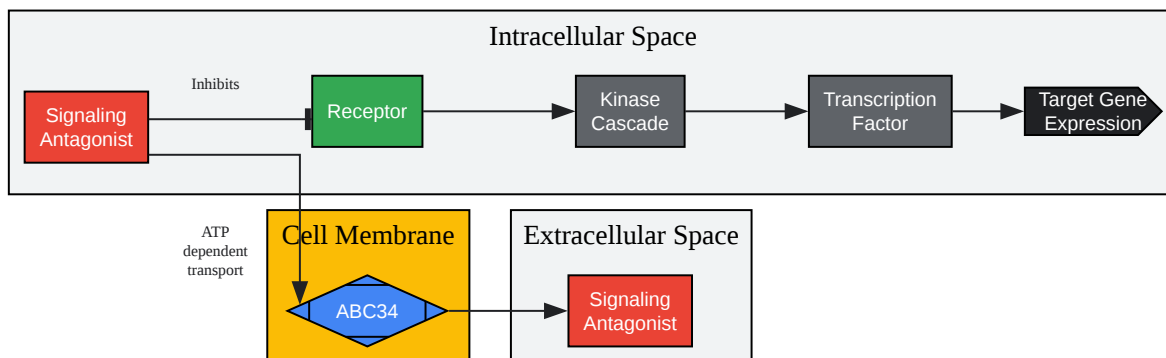 Intracellular Space
Inhibits
Signaling
Antagonist
Receptor
Kinase
Cascade
Transcription
Factor
Target Gene
Expression
ATP
dependent
transport
Cell Membrane
ABC34
Extracellular Space
Signaling
Antagonist